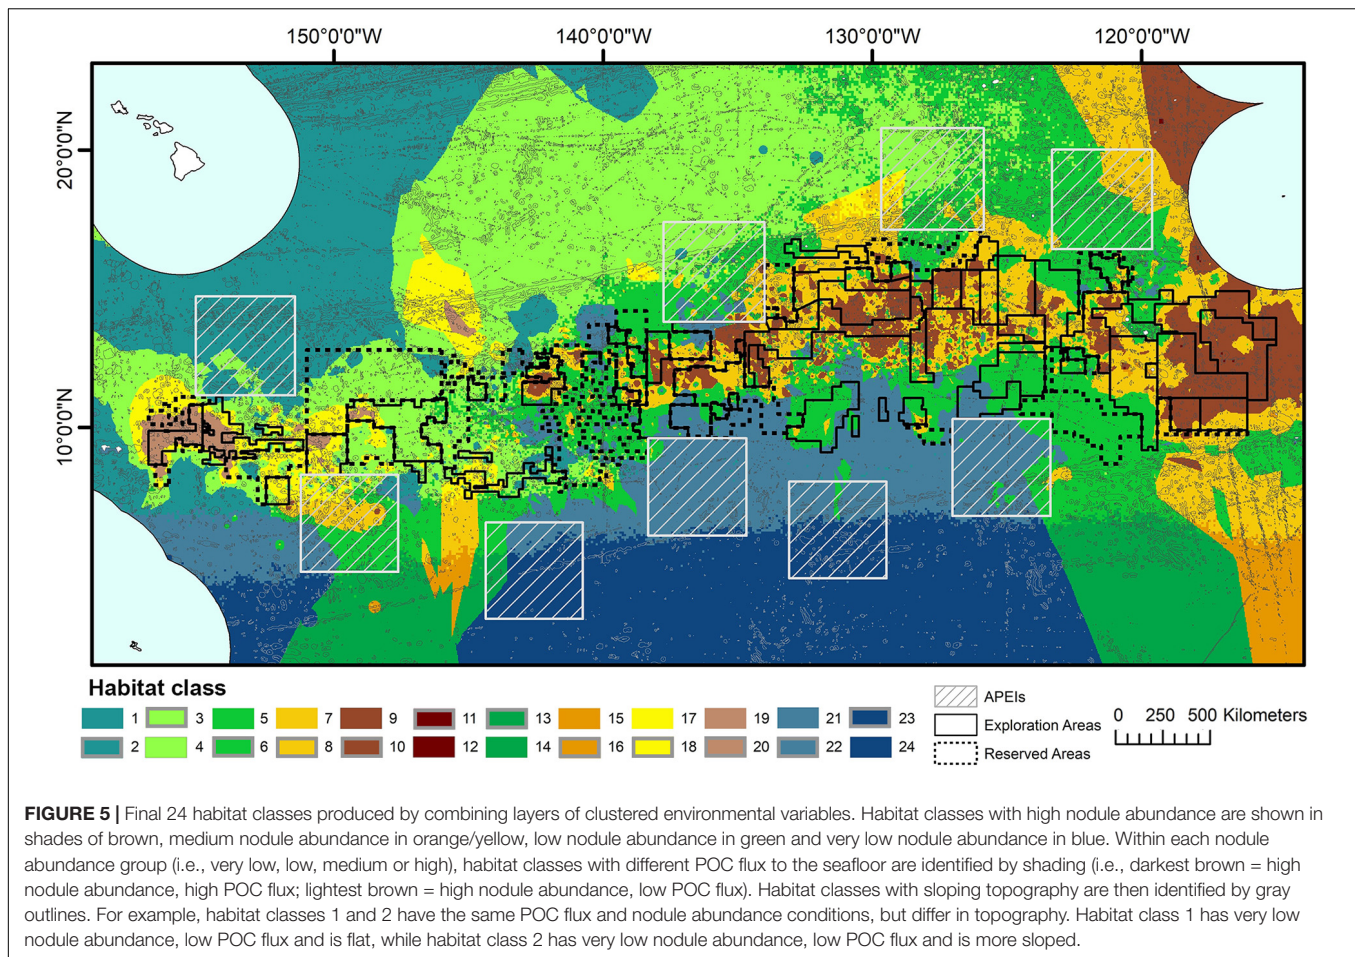 150°0'0"W 140°0'0"W 130°0'0"W 120°0'0"W
20°0'0"N
10°0'0"N
Habitat class
1 3 5 7 9 11 13 15 17 19 21 23
2 4 6 8 10 12 14 16 18 20 22 24
APEIs
Exploration Areas
Reserved Areas
0 250 500 Kilometers
FIGURE 5 | Final 24 habitat classes produced by combining layers of clustered environmental variables. Habitat classes with high nodule abundance are shown in
shades of brown, medium nodule abundance in orange/yellow, low nodule abundance in green and very low nodule abundance in blue. Within each nodule
abundance group (i.e., very low, low, medium or high), habitat classes with different POC flux to the seafloor are identified by shading (i.e., darkest brown = high
nodule abundance, high POC flux; lightest brown = high nodule abundance, low POC flux). Habitat classes with sloping topography are then identified by gray
outlines. For example, habitat classes 1 and 2 have the same POC flux and nodule abundance conditions, but differ in topography. Habitat class 1 has very low
nodule abundance, low POC flux and is flat, while habitat class 2 has very low nodule abundance, low POC flux and is more sloped.